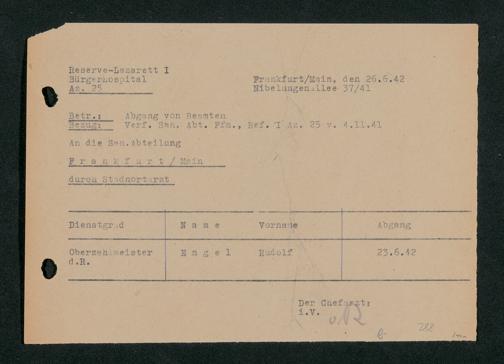 Reserve-Lazarett I
Bürgerhospital
Az. 25
Frankfurt/Main, den 26.6.42
Nibelungenallee 37/41
Betr.: Abgang von Beamten
Bezug: Verf. San. Abt. Ffm., Ref. I Az. 25 v. 4.11.41
An die San.Abteilung
F r a n k f u r t / Main
durch Standortarzt
Dienstgrad N a m e Vorname Abgang
Oberzahlmeister E n g e l Rudolf 23.6.42
d.R.
Der Chefarzt:
i.V.
288